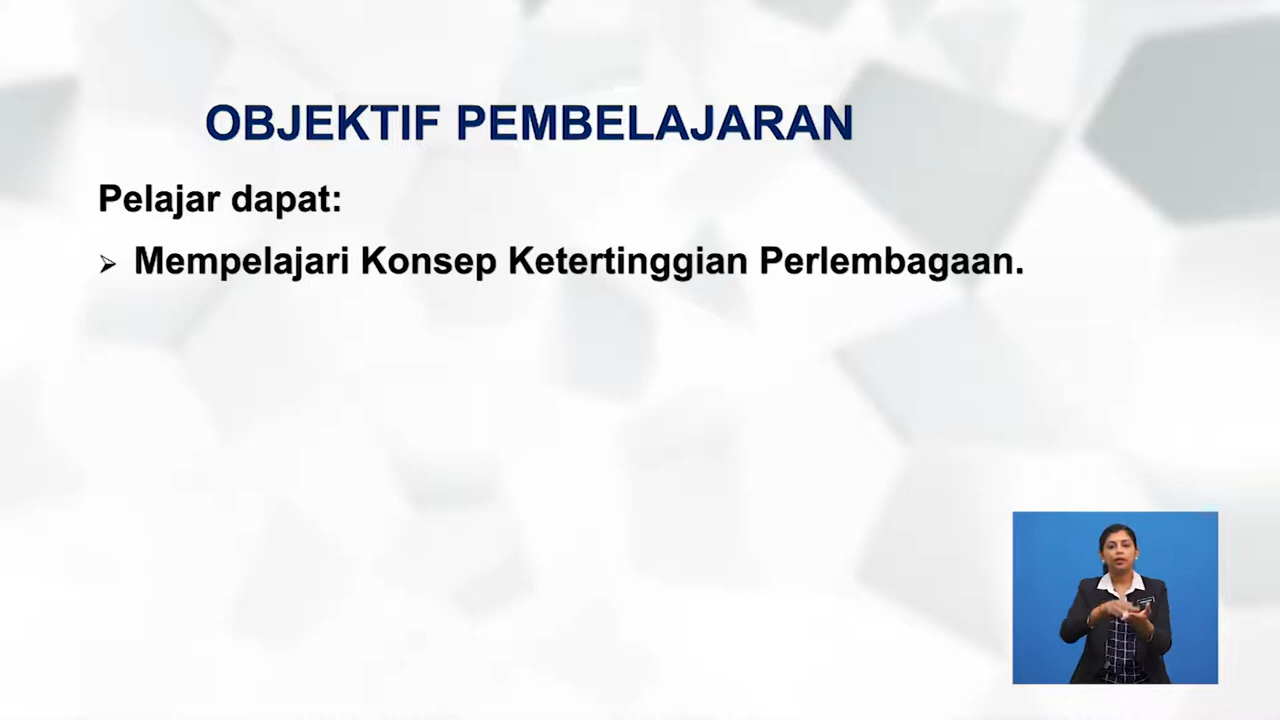 OBJEKTIF PEMBELAJARAN
Pelajar dapat:
➢ Mempelajari Konsep Ketertinggian Perlembagaan.